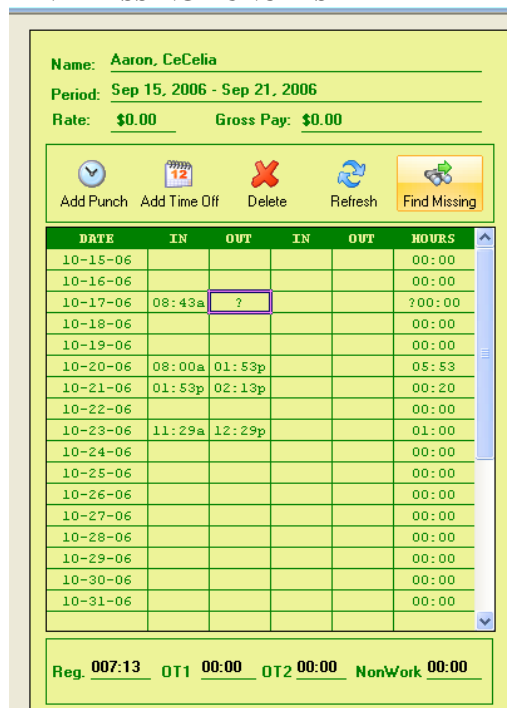 Name: Aaron, CeCelia
Period: Sep 15, 2006 - Sep 21, 2006
Rate: $0.00 Gross Pay: $0.00
12
Add Punch Add Time Off Delete Refresh Find Missing
DATE IN OUT IN OUT HOURS
10-15-06 00:00
10-16-06 00:00
10-17-06 08:43a ? ?00:00
10-18-06 00:00
10-19-06 00:00
10-20-06 08:00a 01:53p 05:53
10-21-06 01:53p 02:13p 00:20
10-22-06 00:00
10-23-06 11:29a 12:29p 01:00
10-24-06 00:00
10-25-06 00:00
10-26-06 00:00
10-27-06 00:00
10-28-06 00:00
10-29-06 00:00
10-30-06 00:00
10-31-06 00:00
Reg. 007:13 OT1 00:00 OT2 00:00 NonWork 00:00